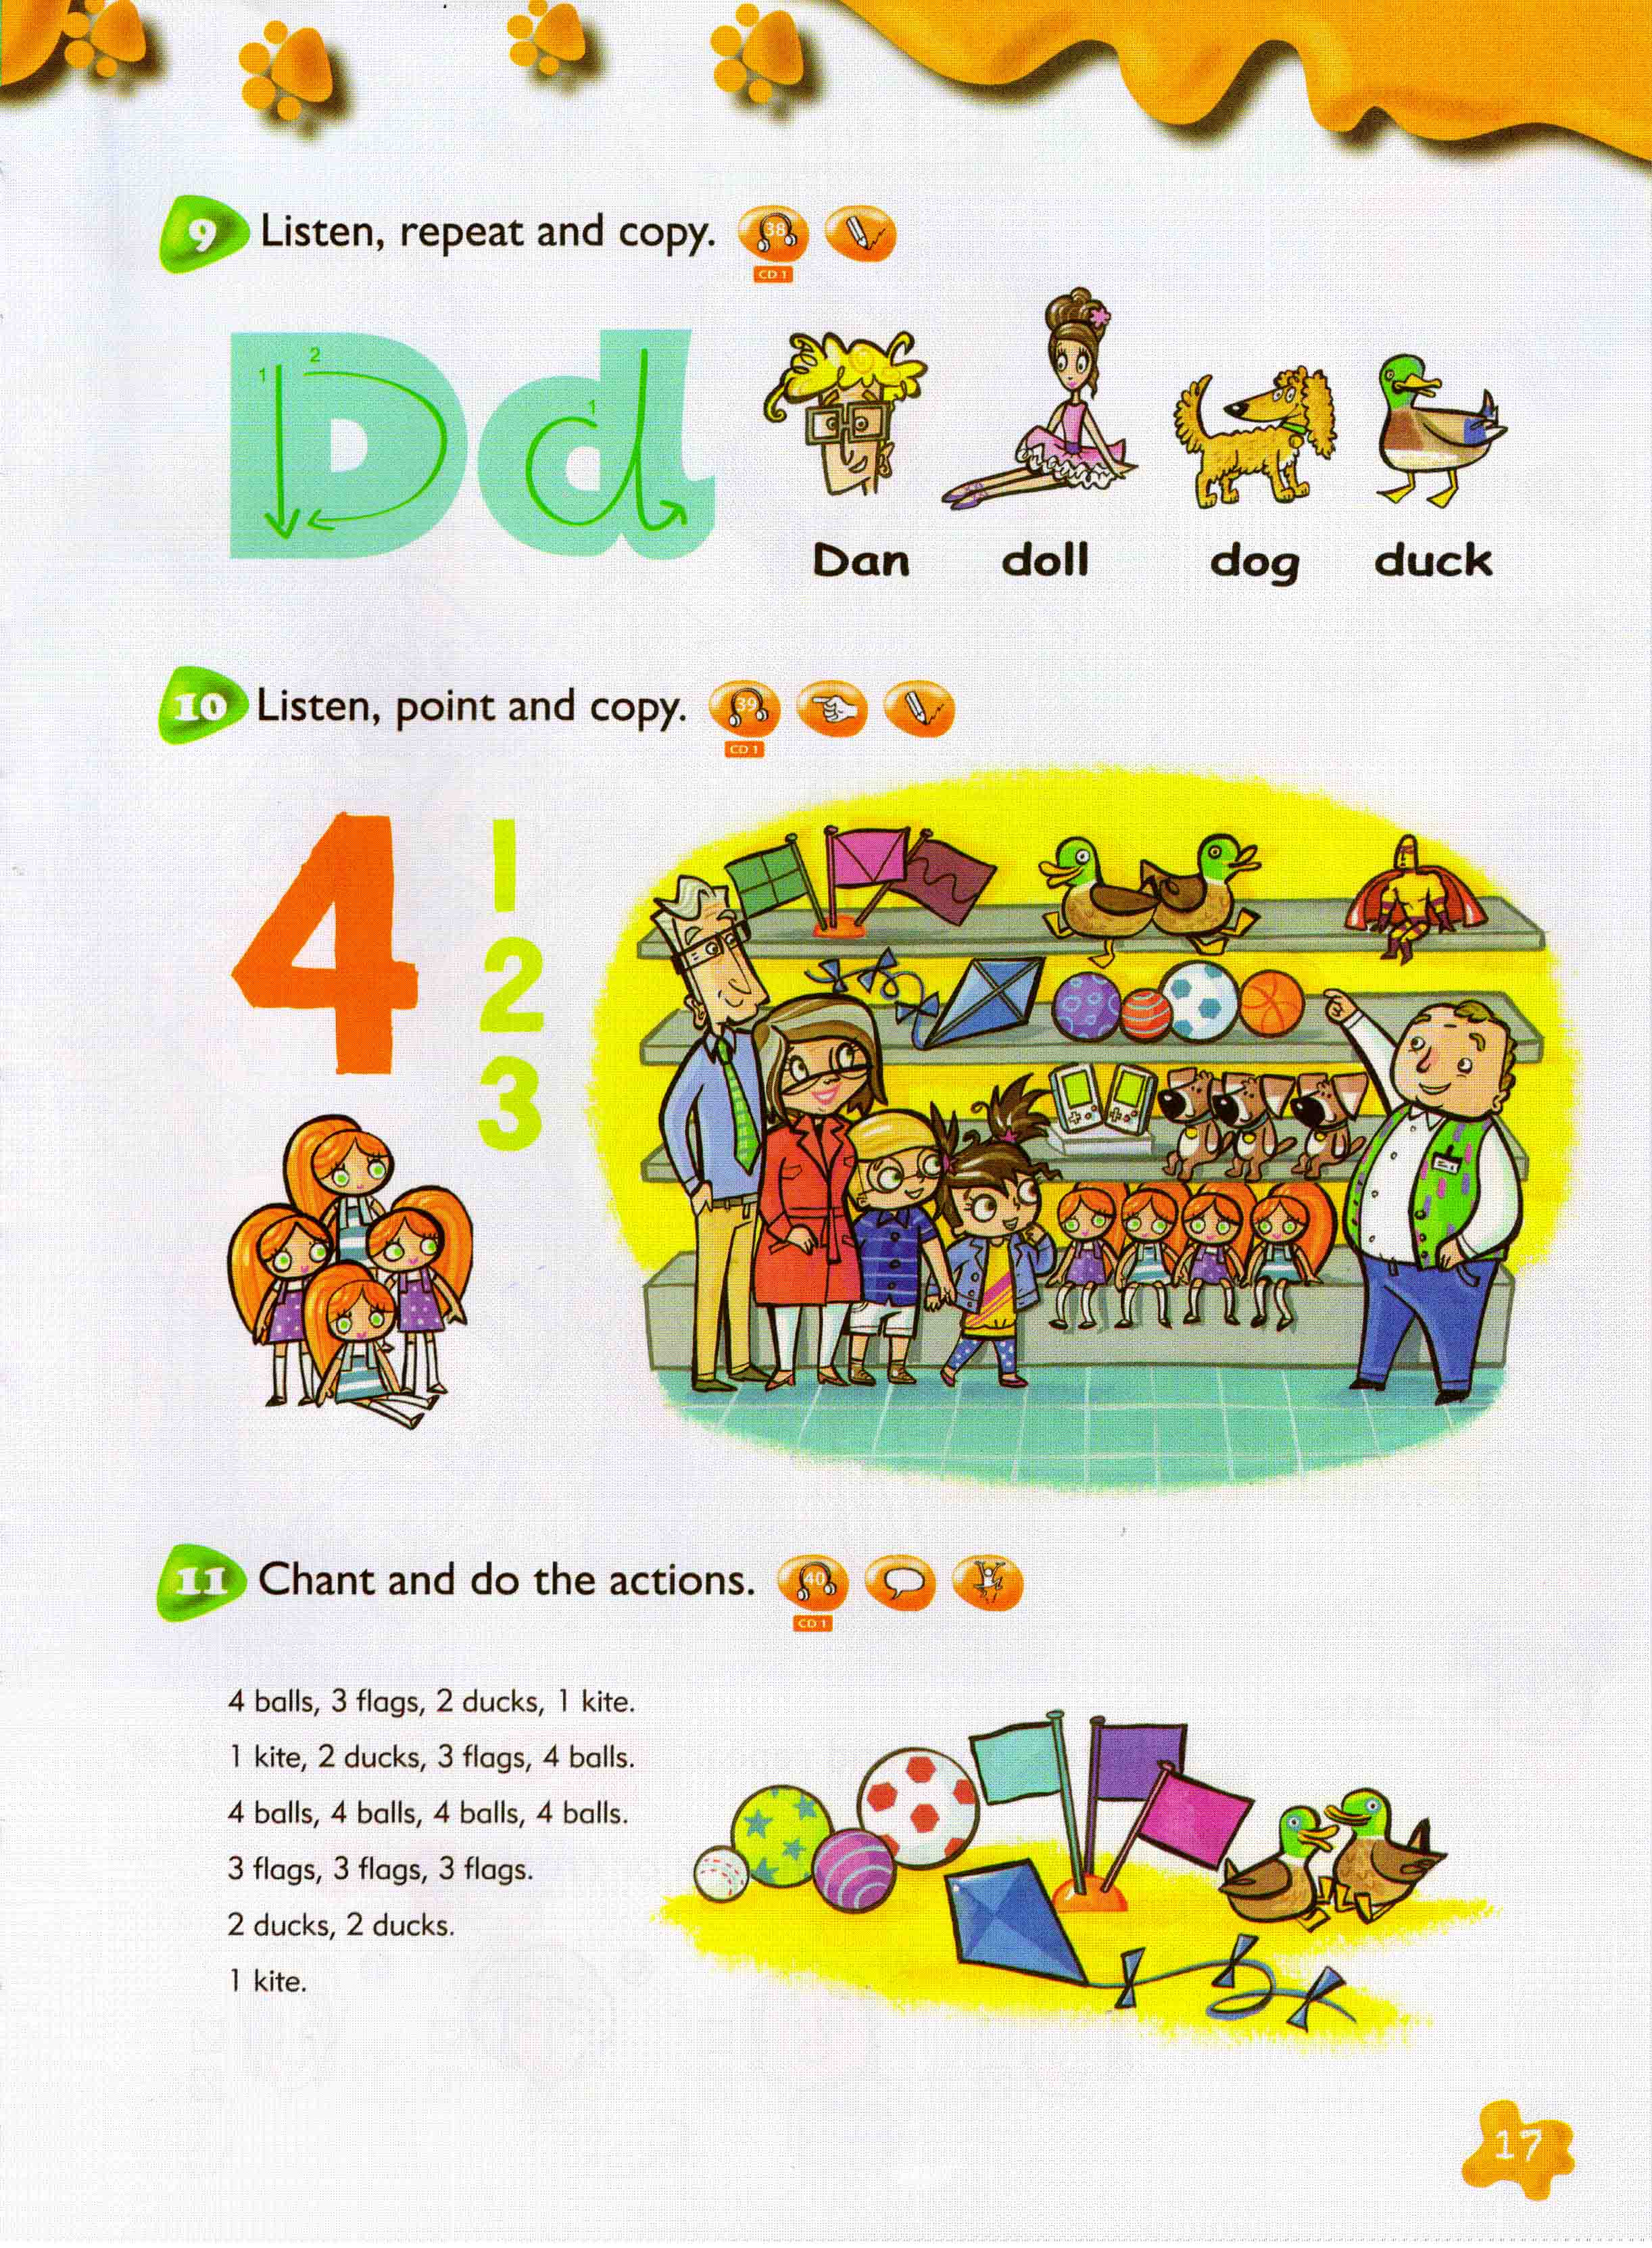 9 Listen, repeat and copy. 38
CD 1
1 2 1
Dd
Dan doll dog duck
10 Listen, point and copy. 39
CD 1
4 1
2
3
11 Chant and do the actions. 40
CD 1
4 balls, 3 flags, 2 ducks, 1 kite.
1 kite, 2 ducks, 3 flags, 4 balls.
4 balls, 4 balls, 4 balls, 4 balls.
3 flags, 3 flags, 3 flags.
2 ducks, 2 ducks.
1 kite.
17